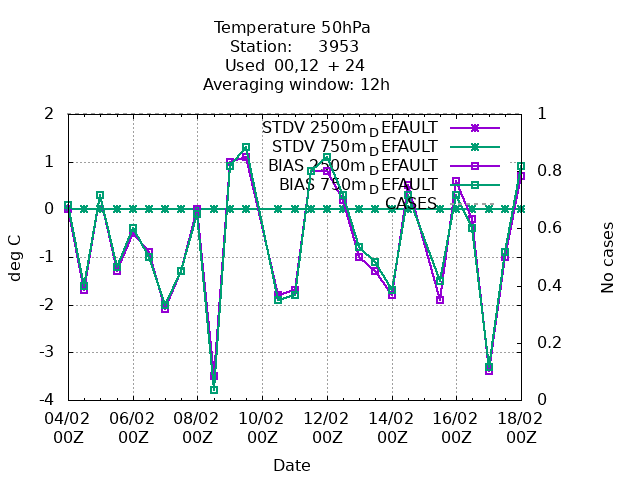 Temperature 50hPa
Station: 3953
Used 00,12 + 24
Averaging window: 12h
STDV 2500m_DEFAULT
STDV 750m_DEFAULT
BIAS 2500m_DEFAULT
BIAS 750m_DEFAULT
CASES
2
1
0
-1
-2
-3
-4
deg C
1
0.8
0.6
0.4
0.2
0
No cases
04/02 06/02 08/02 10/02 12/02 14/02 16/02 18/02
00Z 00Z 00Z 00Z 00Z 00Z 00Z 00Z
Date